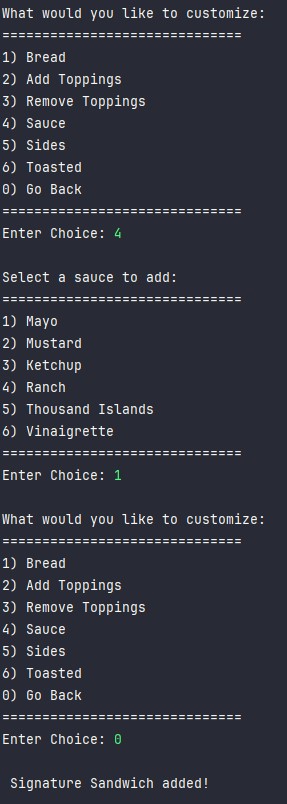 What would you like to customize:
==============================
1) Bread
2) Add Toppings
3) Remove Toppings
4) Sauce
5) Sides
6) Toasted
0) Go Back
==============================
Enter Choice: 4
Select a sauce to add:
==============================
1) Mayo
2) Mustard
3) Ketchup
4) Ranch
5) Thousand Islands
6) Vinaigrette
==============================
Enter Choice: 1
What would you like to customize:
==============================
1) Bread
2) Add Toppings
3) Remove Toppings
4) Sauce
5) Sides
6) Toasted
0) Go Back
==============================
Enter Choice: 0
Signature Sandwich added!